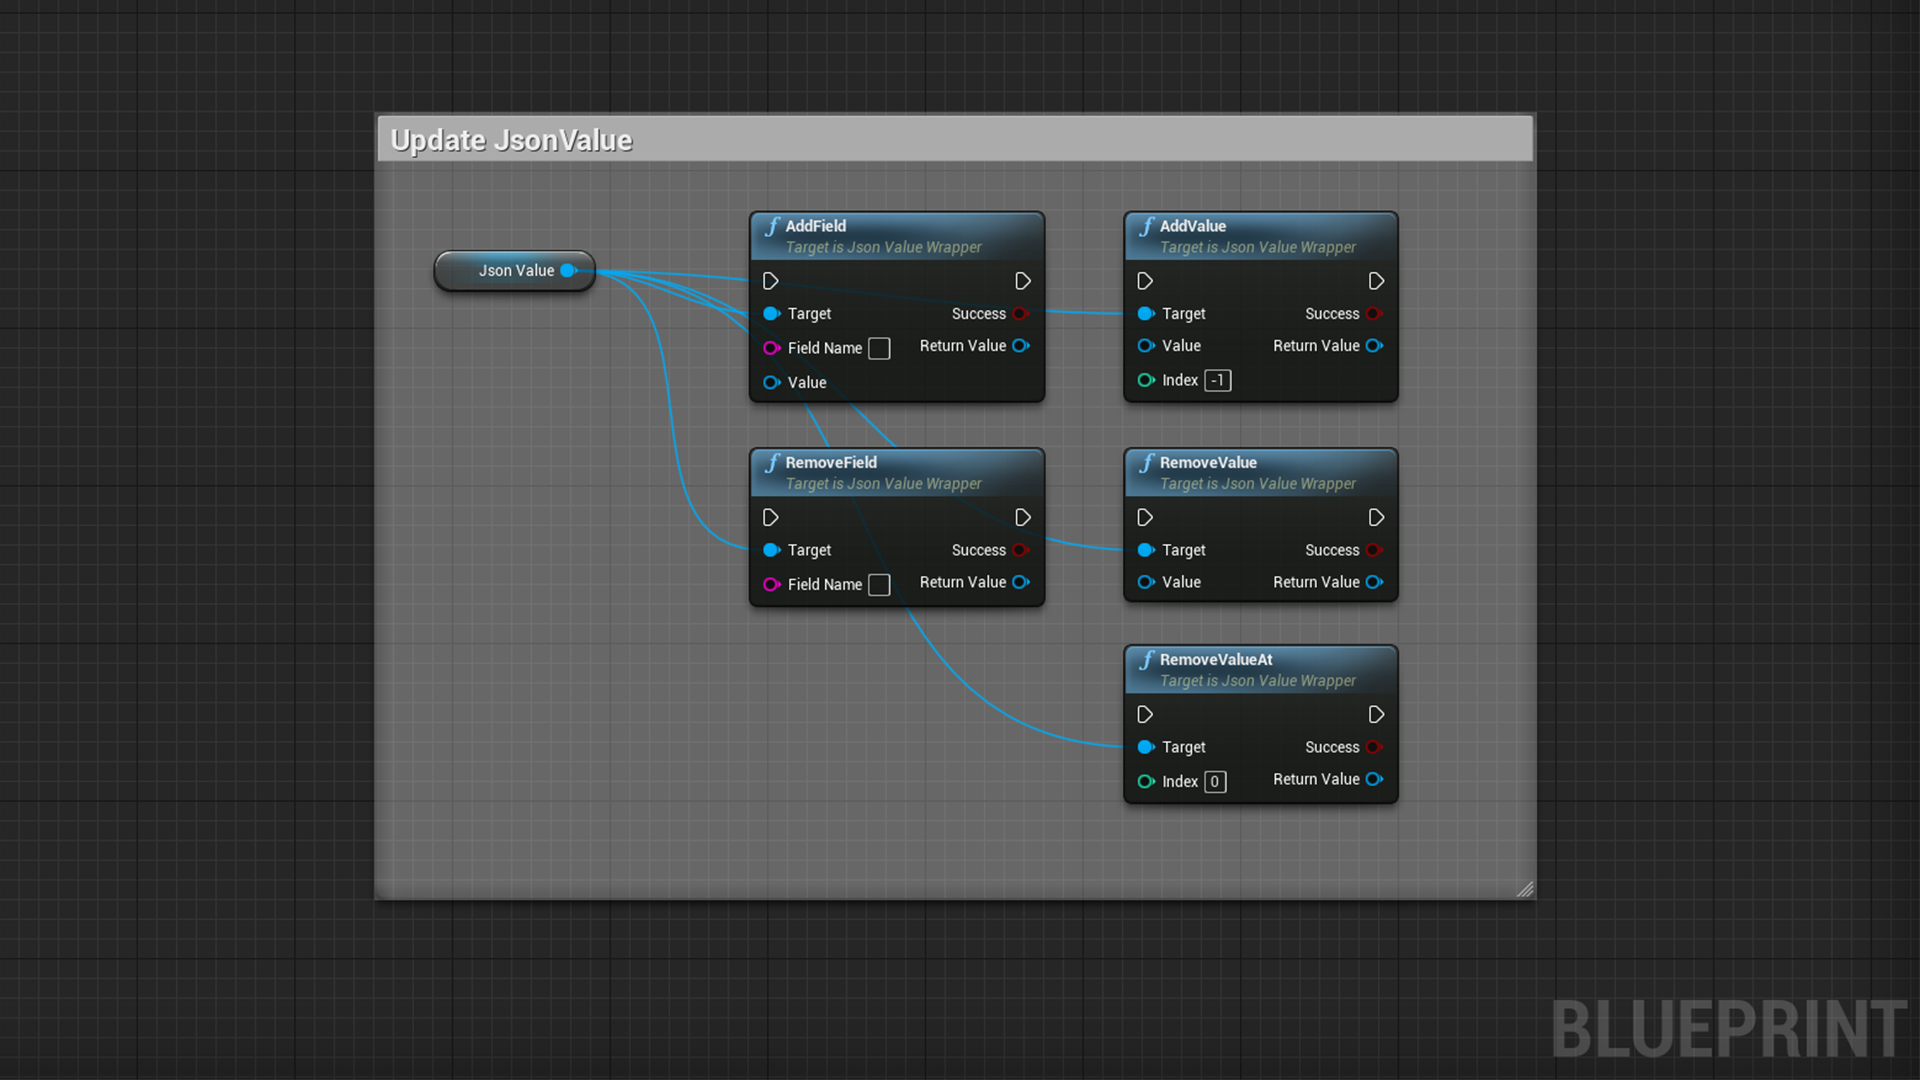 Update JsonValue
Json Value
f AddField
Target is Json Value Wrapper
Target
Success
Field Name
Return Value
Value
f AddValue
Target is Json Value Wrapper
Target
Success
Value
Return Value
Index -1
f RemoveField
Target is Json Value Wrapper
Target
Success
Field Name
Return Value
f RemoveValue
Target is Json Value Wrapper
Target
Success
Value
Return Value
f RemoveValueAt
Target is Json Value Wrapper
Target
Success
Index 0
Return Value
BLUEPRINT